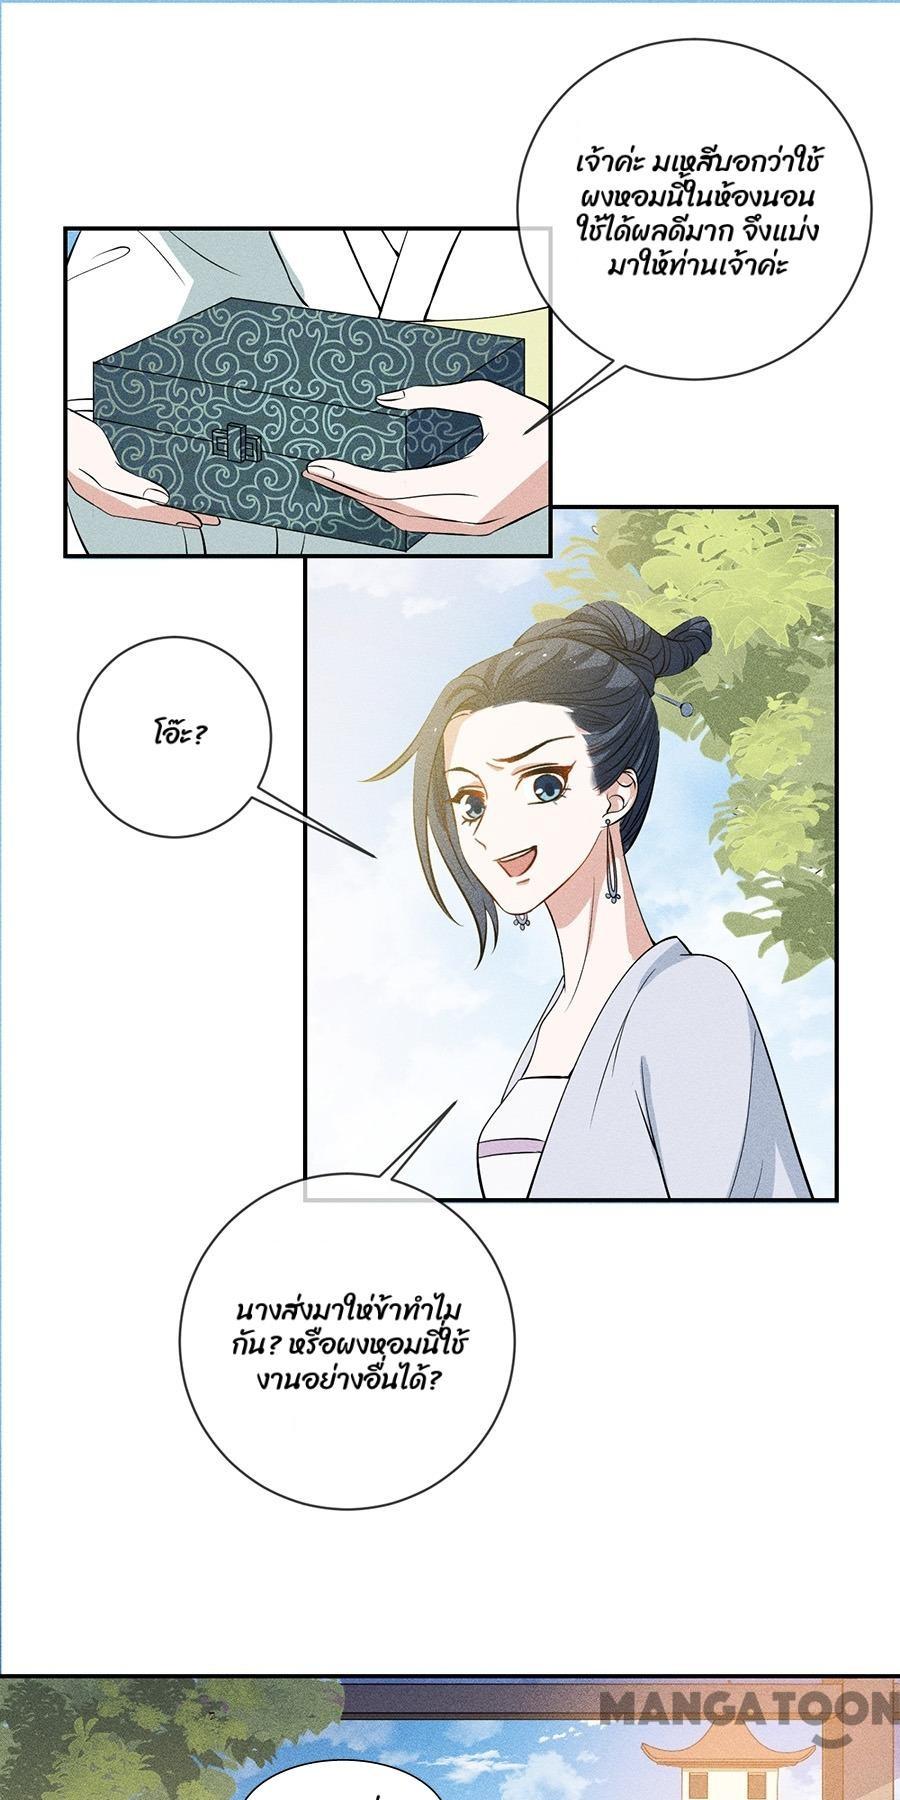 เจ้าค่ะ มเหสีบอกว่าใช้
ผงหอมนี้ในห้องนอน
ใช้ได้ผลดีมาก จึงแบ่ง
มาให้ท่านเจ้าค่ะ
โอ๊ะ?
นางส่งมาให้ข้าทำไม
กัน? หรือผงหอมนี่ใช้
งานอย่างอื่นได้?
MANGATOON